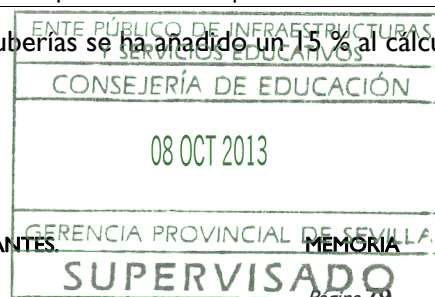 ENTE PÚBLICO DE INFRAESTRUCTURAS
uberías se ha añadido un 15 % al cálcu
Y SERVICIOS EDUCATIVOS
CONSEJERÍA DE EDUCACIÓN
08 OCT 2013
GERENCIA PROVINCIAL DE SEVILLA
ANTES. MEMORIA
SUPERVISADO
Página 79